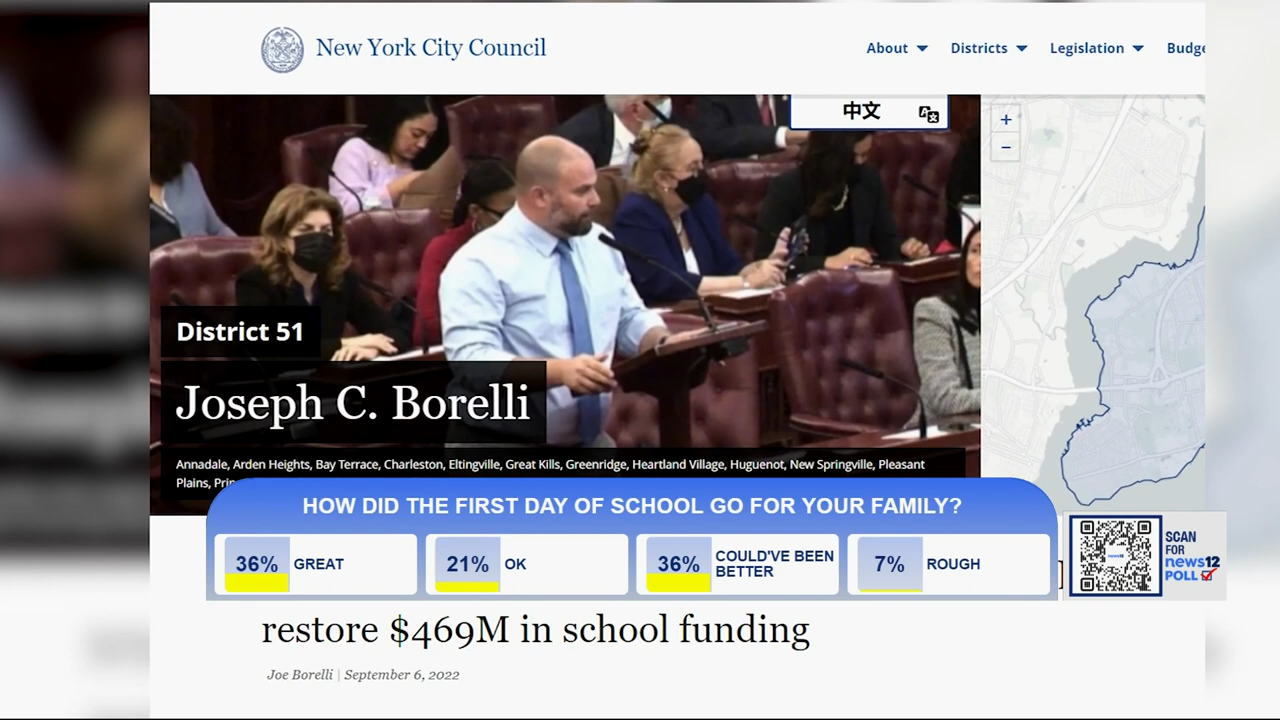 New York City Council
About
Districts
Legislation
Budge
中文
+
−
District 51
Joseph C. Borelli
Annadale, Arden Heights, Bay Terrace, Charleston, Eltingville, Great Kills, Greenridge, Heartland Village, Huguenot, New Springville, Pleasant
Plains, Prin
HOW DID THE FIRST DAY OF SCHOOL GO FOR YOUR FAMILY?
36% GREAT
21% OK
36% COULD'VE BEEN
BETTER
7% ROUGH
SCAN
FOR
news12
POLL
restore $469M in school funding
Joe Borelli | September 6, 2022